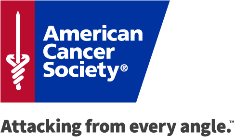 American
Cancer
Society®
Attacking from every angle.™